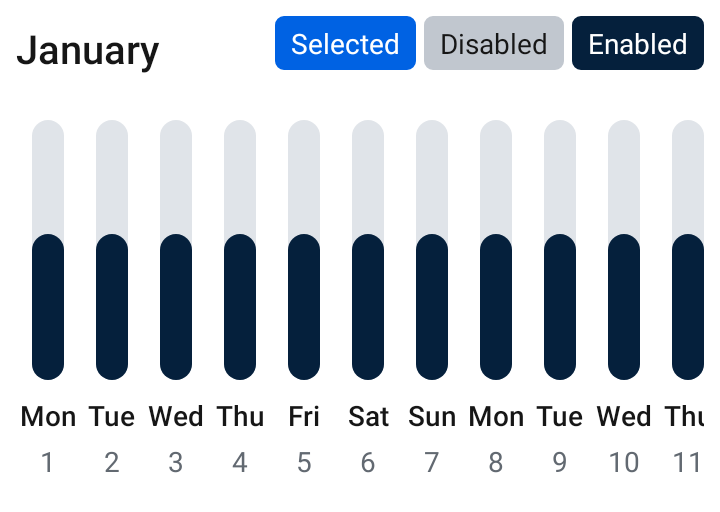 January Selected Disabled Enabled
Mon Tue Wed Thu Fri Sat Sun Mon Tue Wed Thu
1 2 3 4 5 6 7 8 9 10 11